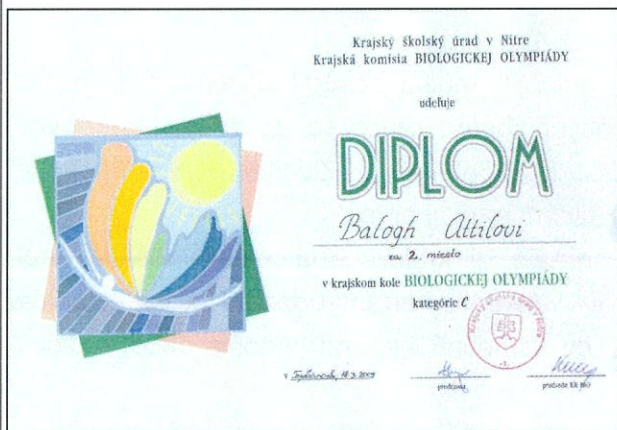 Krajský školský úrad v Nitre
Krajská komisia BIOLOGICKEJ OLYMPIÁDY
udeľuje
DIPLOM
Balogh Attilovi
za 2. miesto
v krajskom kole BIOLOGICKEJ OLYMPIÁDY
kategórie C
v
predseda KK BiO